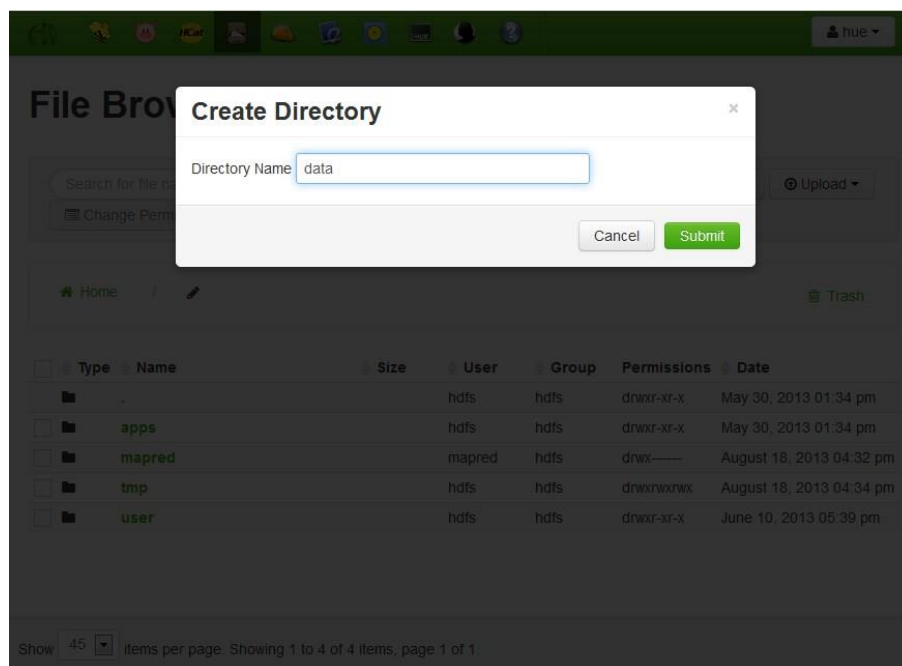 HCat
HUE
hue
File Brow
Create Directory
×
Directory Name data
Search for file na
Upload
Change Perm
Cancel Submit
Home / Trash
Type Name Size User Group Permissions Date
. hdfs hdfs drwxr-xr-x May 30, 2013 01:34 pm
apps hdfs hdfs drwxr-xr-x May 30, 2013 01:34 pm
mapred mapred hdfs drwx------ August 18, 2013 04:32 pm
tmp hdfs hdfs drwxrwxrwx August 18, 2013 04:34 pm
user hdfs hdfs drwxr-xr-x June 10, 2013 05:39 pm
Show 45 items per page. Showing 1 to 4 of 4 items, page 1 of 1.